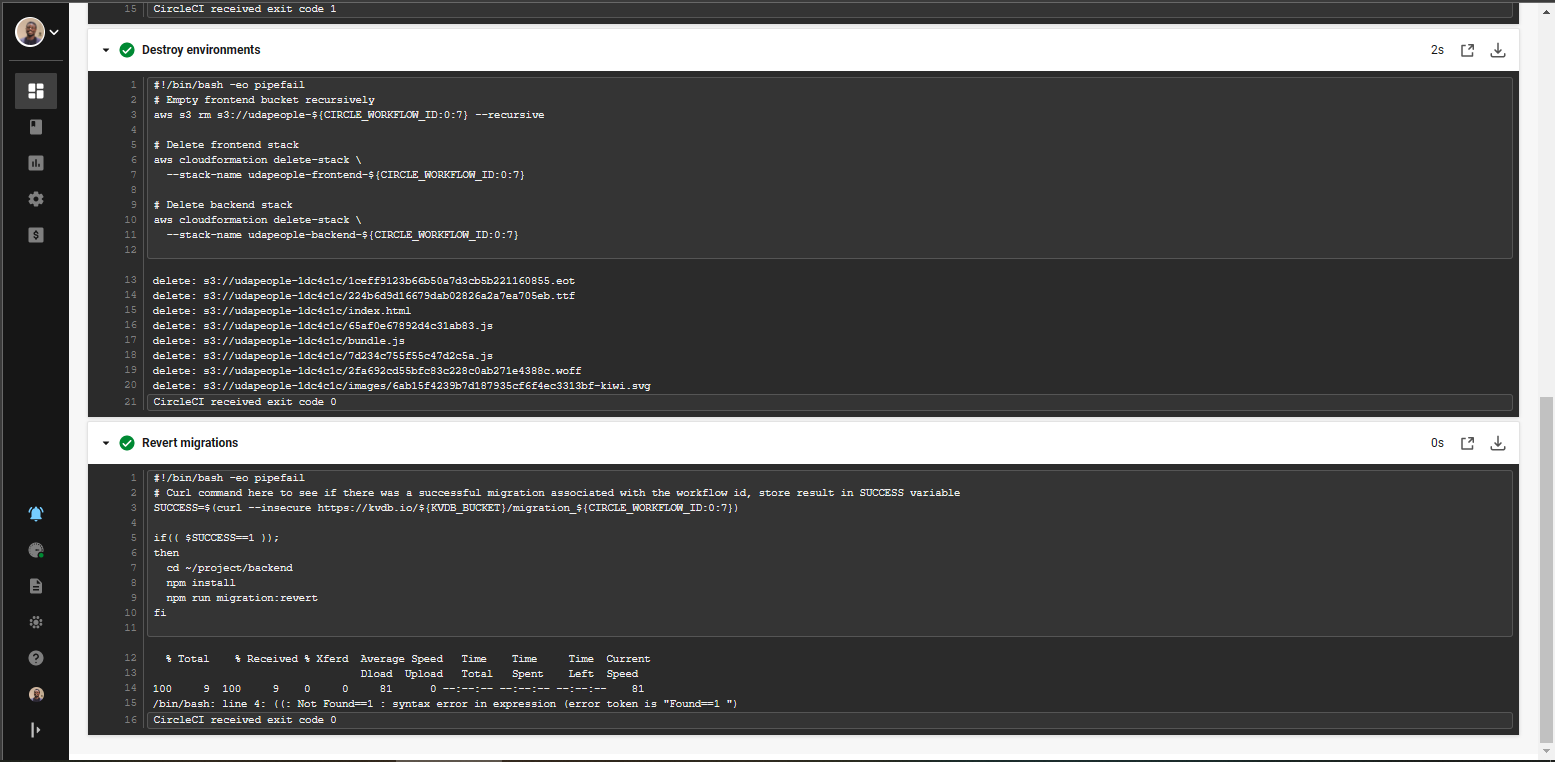 15 CircleCI received exit code 1
Destroy environments 2s
1 #!/bin/bash -eo pipefail
2 # Empty frontend bucket recursively
3 aws s3 rm s3://udapeople-${CIRCLE_WORKFLOW_ID:0:7} --recursive
4
5 # Delete frontend stack
6 aws cloudformation delete-stack \
7 --stack-name udapeople-frontend-${CIRCLE_WORKFLOW_ID:0:7}
8
9 # Delete backend stack
10 aws cloudformation delete-stack \
11 --stack-name udapeople-backend-${CIRCLE_WORKFLOW_ID:0:7}
12
13 delete: s3://udapeople-1dc4c1c/1ceff9123b66b50a7d3cb5b221160855.eot
14 delete: s3://udapeople-1dc4c1c/224b6d9d16679dab02826a2a7ea705eb.ttf
15 delete: s3://udapeople-1dc4c1c/index.html
16 delete: s3://udapeople-1dc4c1c/65af0e67892d4c31ab83.js
17 delete: s3://udapeople-1dc4c1c/bundle.js
18 delete: s3://udapeople-1dc4c1c/7d234c755f55c47d2c5a.js
19 delete: s3://udapeople-1dc4c1c/2fa692cd55bfc83c228c0ab271e4388c.woff
20 delete: s3://udapeople-1dc4c1c/images/6ab15f4239b7d187935cf6f4ec3313bf-kiwi.svg
21 CircleCI received exit code 0
Revert migrations 0s
1 #!/bin/bash -eo pipefail
2 # Curl command here to see if there was a successful migration associated with the workflow id, store result in SUCCESS variable
3 SUCCESS=$(curl --insecure https://kvdb.io/${KVDB_BUCKET}/migration_${CIRCLE_WORKFLOW_ID:0:7})
4
5 if(( $SUCCESS==1 ));
6 then
7 cd ~/project/backend
8 npm install
9 npm run migration:revert
10 fi
11
12 % Total % Received % Xferd Average Speed Time Time Time Current
13 Dload Upload Total Spent Left Speed
14 100 9 100 9 0 0 81 0 --:--:-- --:--:-- --:--:-- 81
15 /bin/bash: line 4: ((: Not Found==1 : syntax error in expression (error token is "Found==1 ")
16 CircleCI received exit code 0